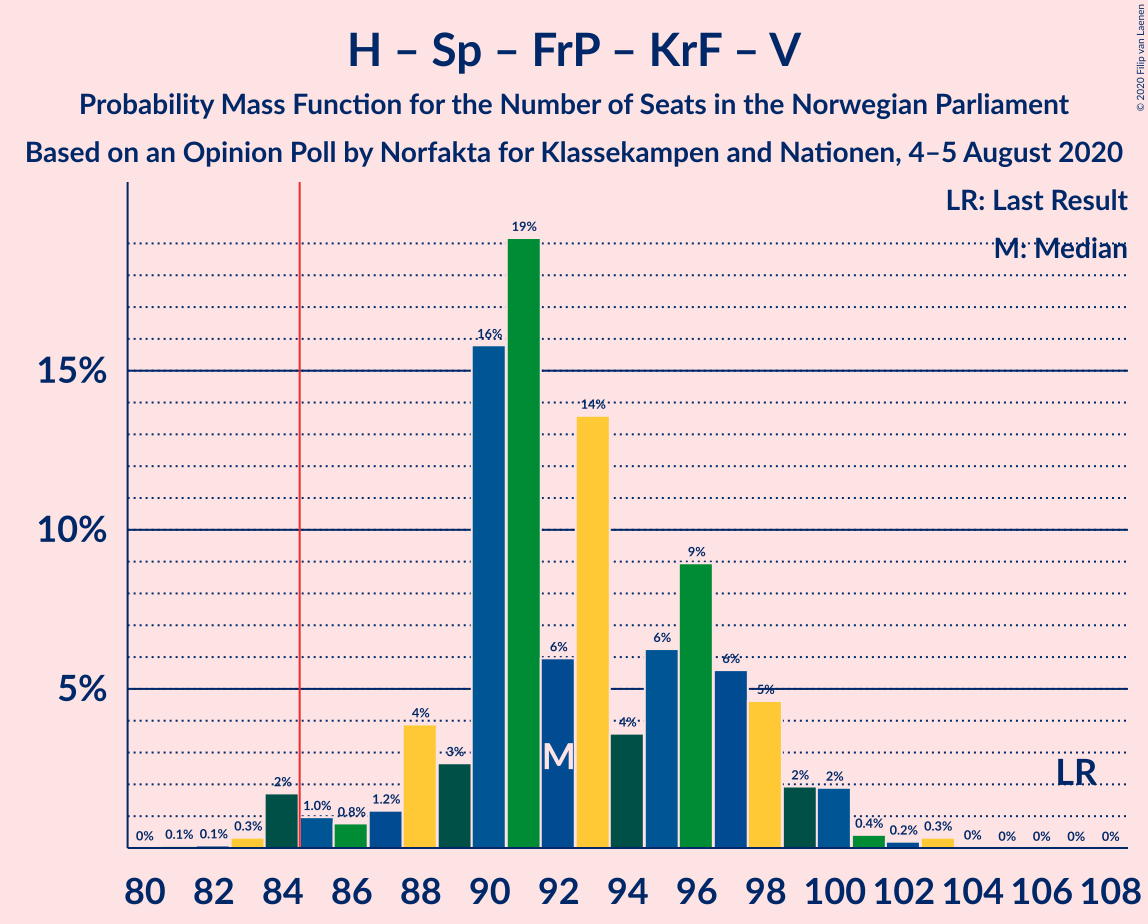 H – Sp – FrP – KrF – V
Probability Mass Function for the Number of Seats in the Norwegian Parliament
Based on an Opinion Poll by Norfakta for Klassekampen and Nationen, 4–5 August 2020
© 2020 Filip van Laenen
LR: Last Result
M: Median
15%
10%
5%
0% 0.1% 0.1% 0.3% 2% 1.0% 0.8% 1.2% 4% 3% 16% 19% 6% 14% 4% 6% 9% 6% 5% 2% 2% 0.4% 0.2% 0.3% 0% 0% 0% 0% 0%
M
LR
80 82 84 86 88 90 92 94 96 98 100 102 104 106 108